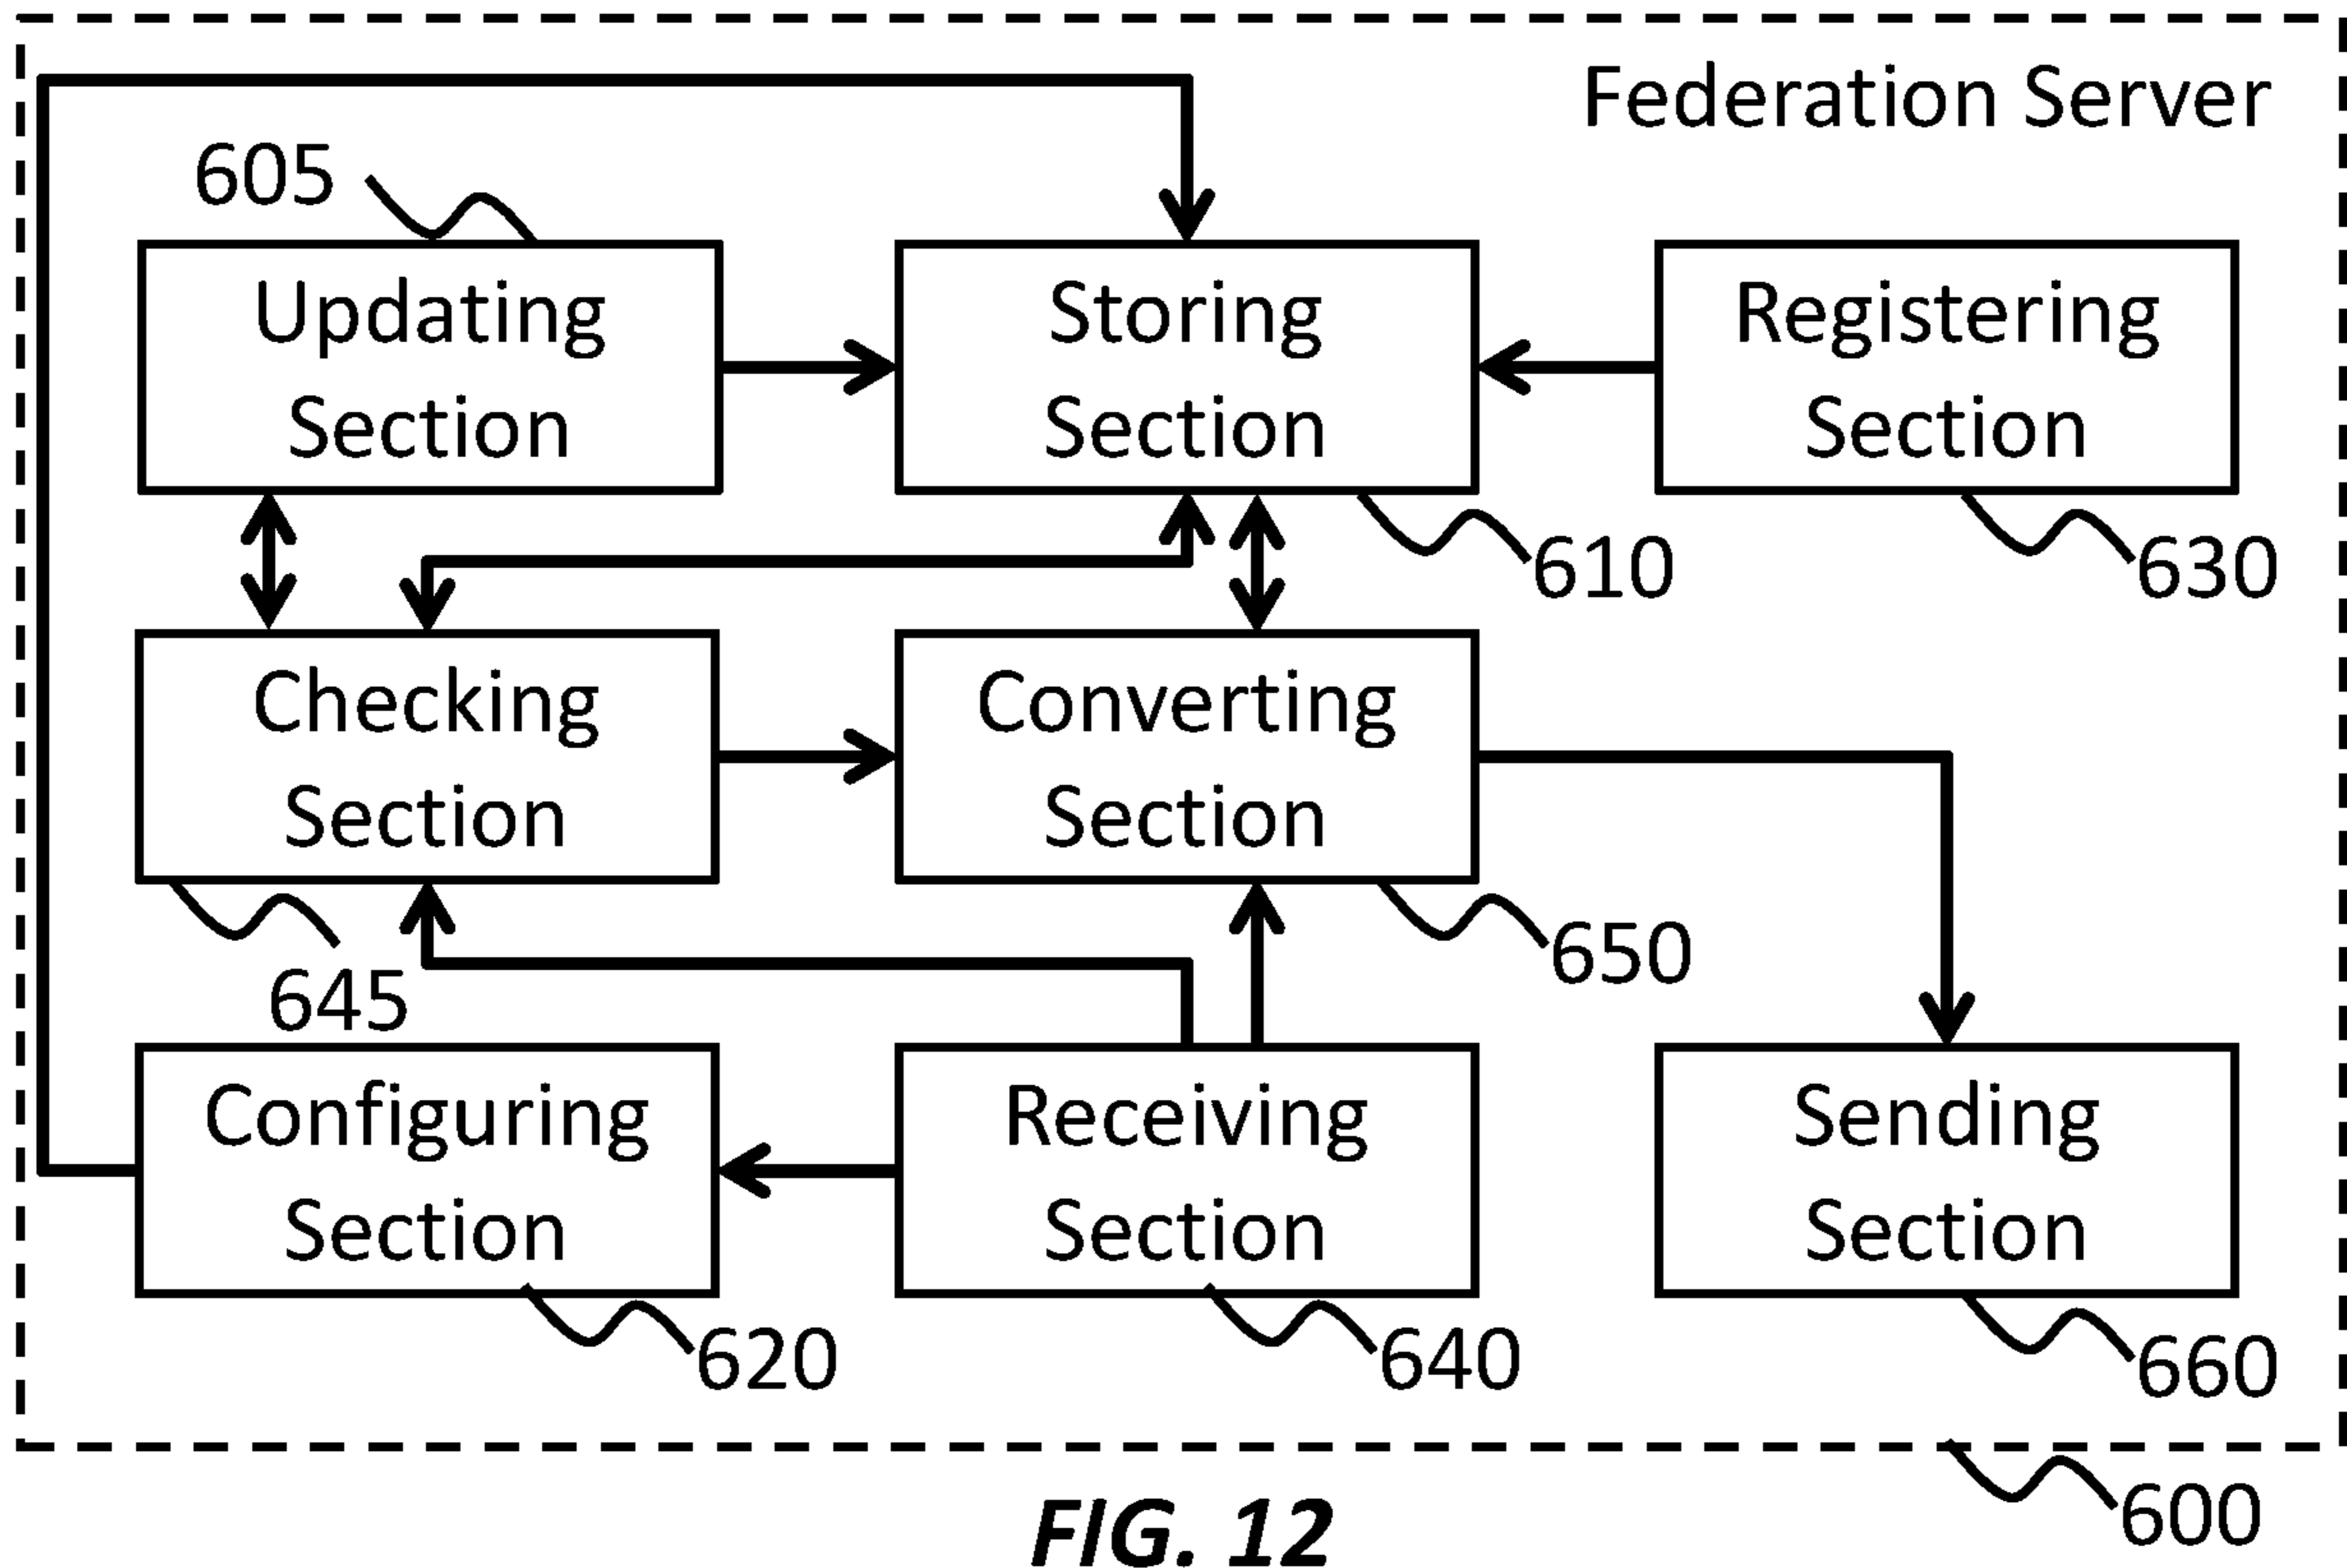 Federation Server
605
Updating
Section
Storing
Section
Registering
Section
610
630
Checking
Section
Converting
Section
645
650
Configuring
Section
Receiving
Section
Sending
Section
620
640
660
600
FIG. 12